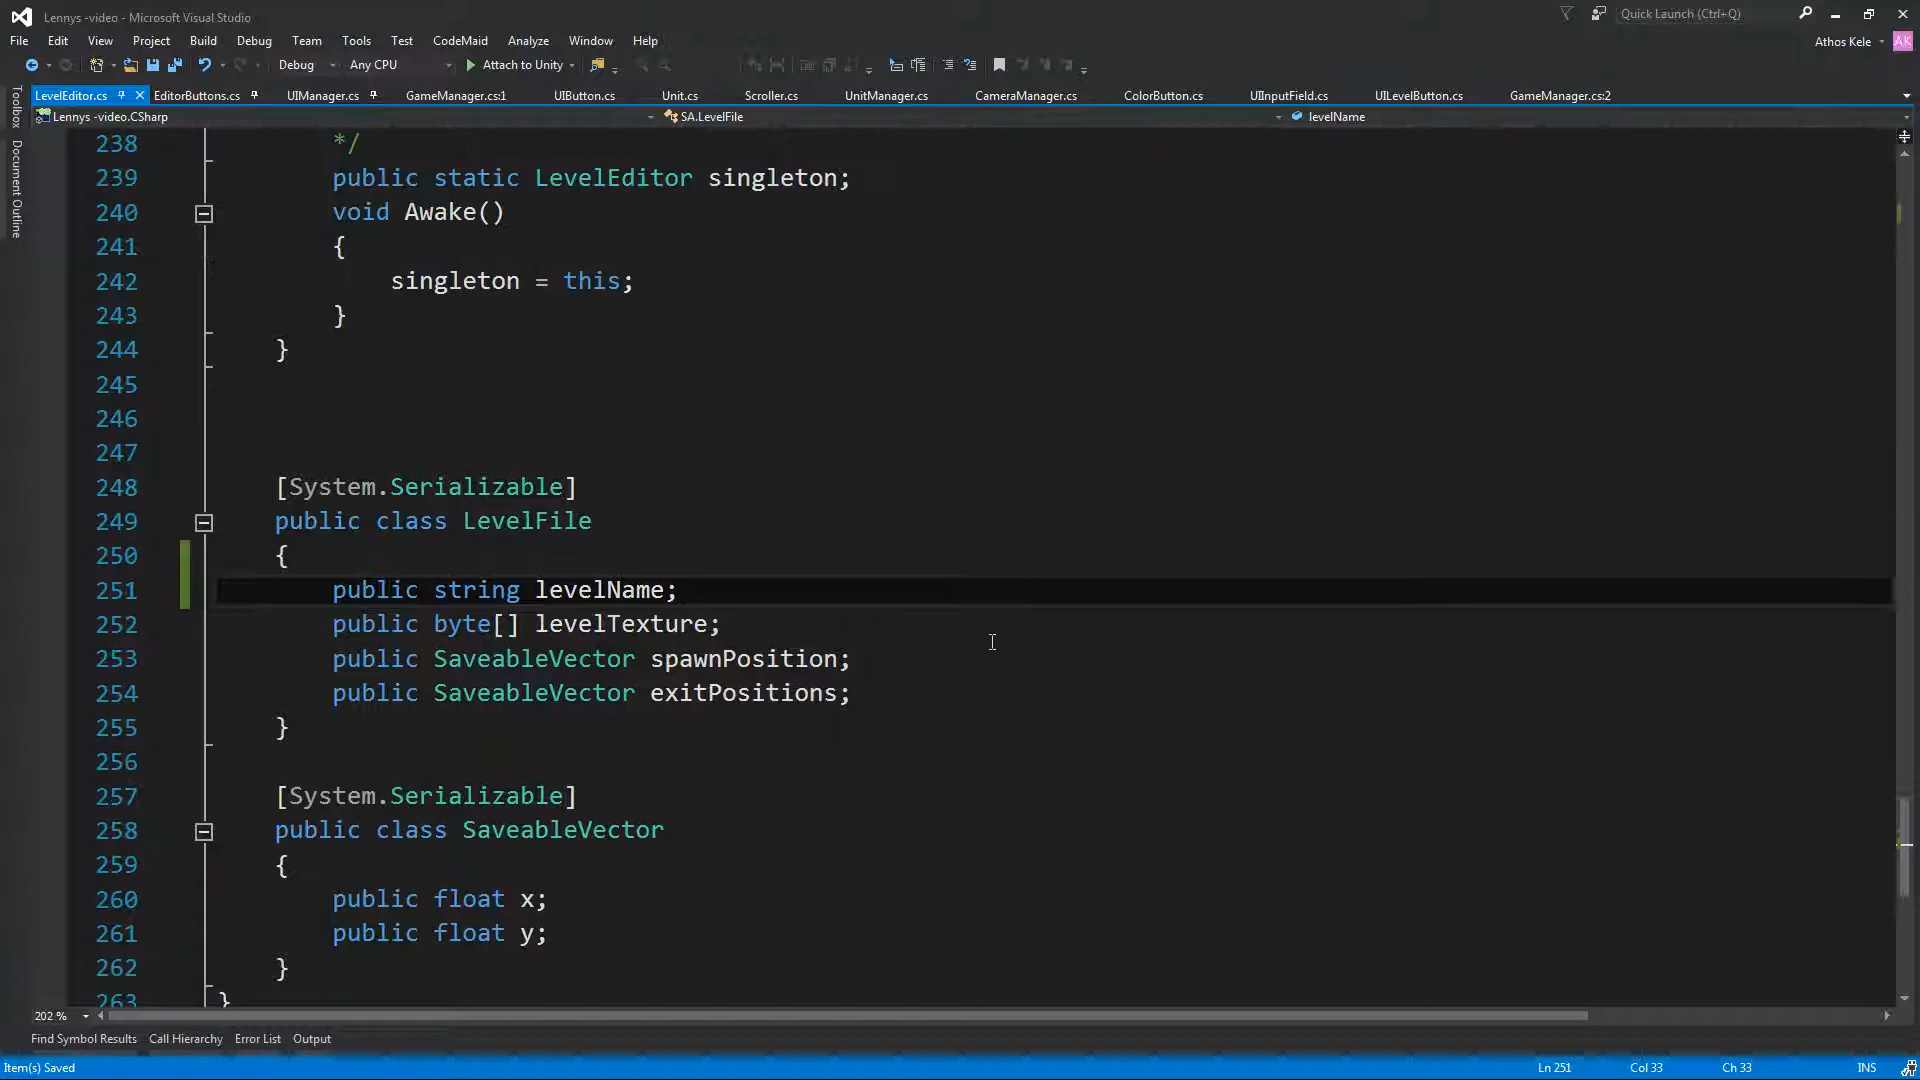 Lennys -video - Microsoft Visual Studio
Quick Launch (Ctrl+Q)
File Edit View Project Build Debug Team Tools Test CodeMaid Analyze Window Help
Athos Kele AK
Debug Any CPU Attach to Unity
LevelEditor.cs EditorButtons.cs UIManager.cs GameManager.cs:1 UIButton.cs Unit.cs Scroller.cs UnitManager.cs CameraManager.cs ColorButton.cs UIInputField.cs UILevelButton.cs GameManager.cs:2
Lennys -video.CSharp SA.LevelFile levelName
Toolbox
Document Outline
238 */
239 public static LevelEditor singleton;
240 void Awake()
241 {
242 singleton = this;
243 }
244 }
245
246
247
248 [System.Serializable]
249 public class LevelFile
250 {
251 public string levelName;
252 public byte[] levelTexture;
253 public SaveableVector spawnPosition;
254 public SaveableVector exitPositions;
255 }
256
257 [System.Serializable]
258 public class SaveableVector
259 {
260 public float x;
261 public float y;
262 }
263 }
202 %
Find Symbol Results Call Hierarchy Error List Output
Item(s) Saved Ln 251 Col 33 Ch 33 INS